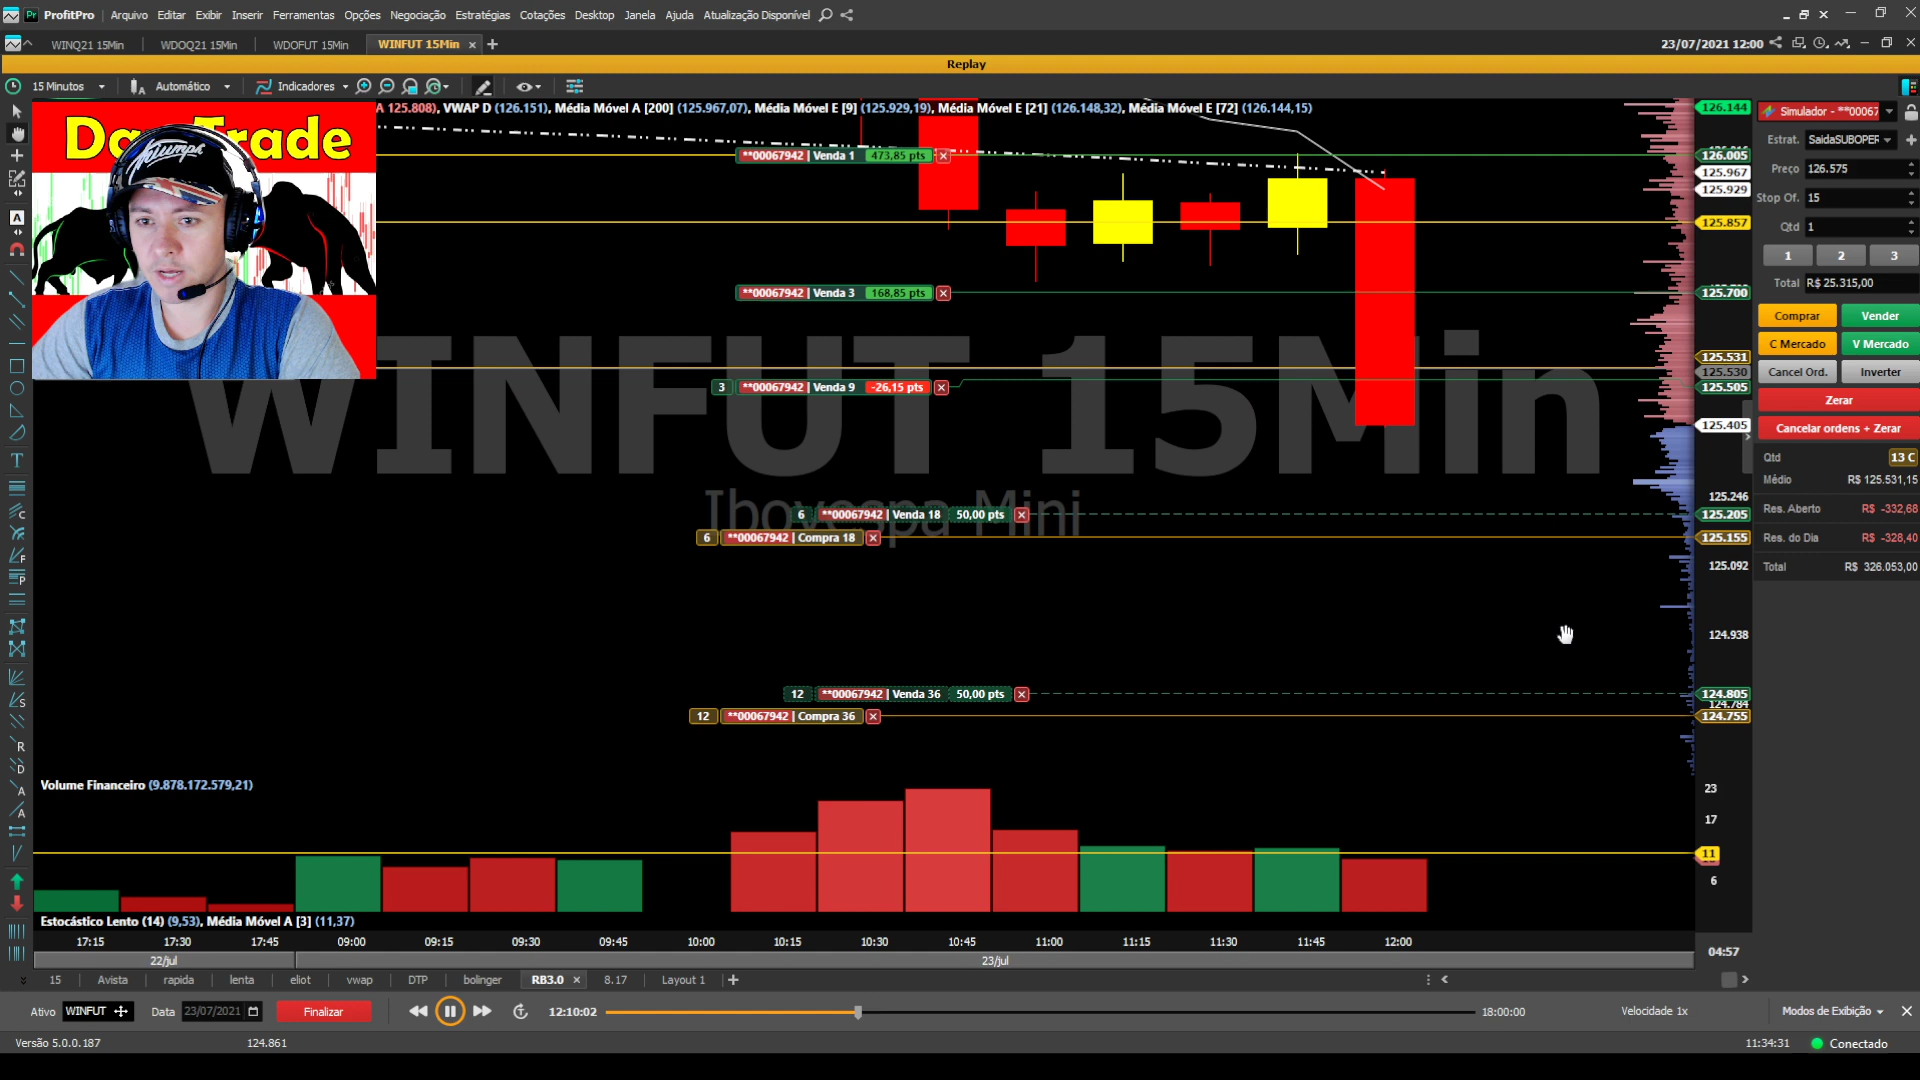 ProfitPro Arquivo Editar Exibir Inserir Ferramentas Opções Negociação Estratégias Cotações Desktop Janela Ajuda Atualização Disponível
WINQ21 15Min WDOQ21 15Min WDOFUT 15Min WINFUT 15Min 23/07/2021 12:00
Replay
15 Minutos Automático Indicadores
A 125.808), VWAP D (126.151), Média Móvel A [200] (125.967,07), Média Móvel E [9] (125.929,19), Média Móvel E [21] (126.148,32), Média Móvel E [72] (126.144,15)
126.144
Simulador - **00067
Estrat. SaidaSUBOPER
**00067942 | Venda 1 473,85 pts
126.005
125.967
Preço 126.575
125.929
Stop Of. 15
125.857
Qtd 1
1 2 3
Total R$ 25.315,00
**00067942 | Venda 3 168,85 pts
125.700
Comprar Vender
C Mercado V Mercado
125.531
125.530
Cancel Ord. Inverter
3 **00067942 | Venda 9 -26,15 pts
125.505
Zerar
125.405
Cancelar ordens + Zerar
WINFUT 15Min
Ibovespa Mini
Qtd 13 C
Médio R$ 125.531,15
125.246
Res. Aberto R$ -332,68
6 **00067942 | Venda 18 50,00 pts
125.205
6 **00067942 | Compra 18
125.155
Res. do Dia R$ -328,40
125.092
Total R$ 326.053,00
124.938
12 **00067942 | Venda 36 50,00 pts
124.805
124.784
12 **00067942 | Compra 36
124.755
Volume Financeiro (9.878.172.579,21)
23
17
11
6
Estocástico Lento (14) (9,53), Média Móvel A [3] (11,37)
17:15 17:30 17:45 09:00 09:15 09:30 09:45 10:00 10:15 10:30 10:45 11:00 11:15 11:30 11:45 12:00
04:57
22/jul 23/jul
15 Avista rapida lenta eliot vwap DTP bolinger RB3.0 8.17 Layout 1
Ativo WINFUT Data 23/07/2021 Finalizar 12:10:02 18:00:00 Velocidade 1x Modos de Exibição
Versão 5.0.0.187 124.861 11:34:31 Conectado